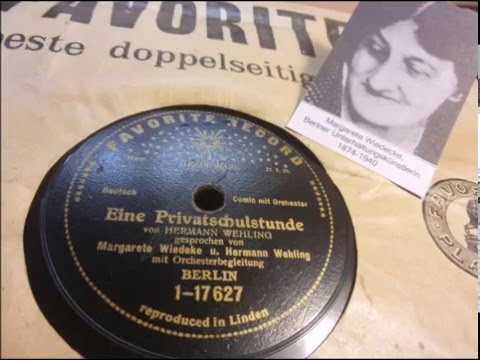 FAVORITE
beste doppelseitig
Margarete Wiedecke,
Berliner Unterhaltungskünstlerin
1874-1940
FAVORITE RECORD
Deutsch
Comic mit Orchester
Eine Privatschulstunde
von HERMANN WEHLING
gesprochen von
Margarete Wiedeke u. Hermann Wehling
mit Orchesterbegleitung
BERLIN
1-17627
reproduced in Linden